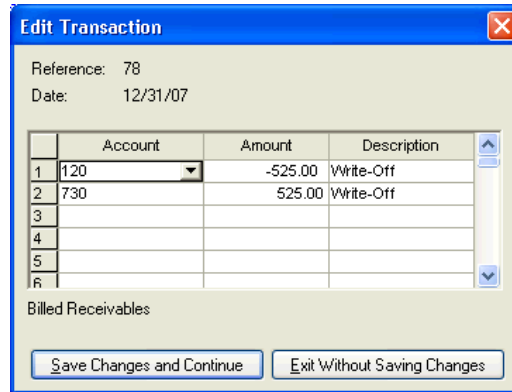 Edit Transaction
Reference: 78
Date: 12/31/07
Account Amount Description
1 120 -525.00 Write-Off
2 730 525.00 Write-Off
3
4
5
6
Billed Receivables
Save Changes and Continue Exit Without Saving Changes